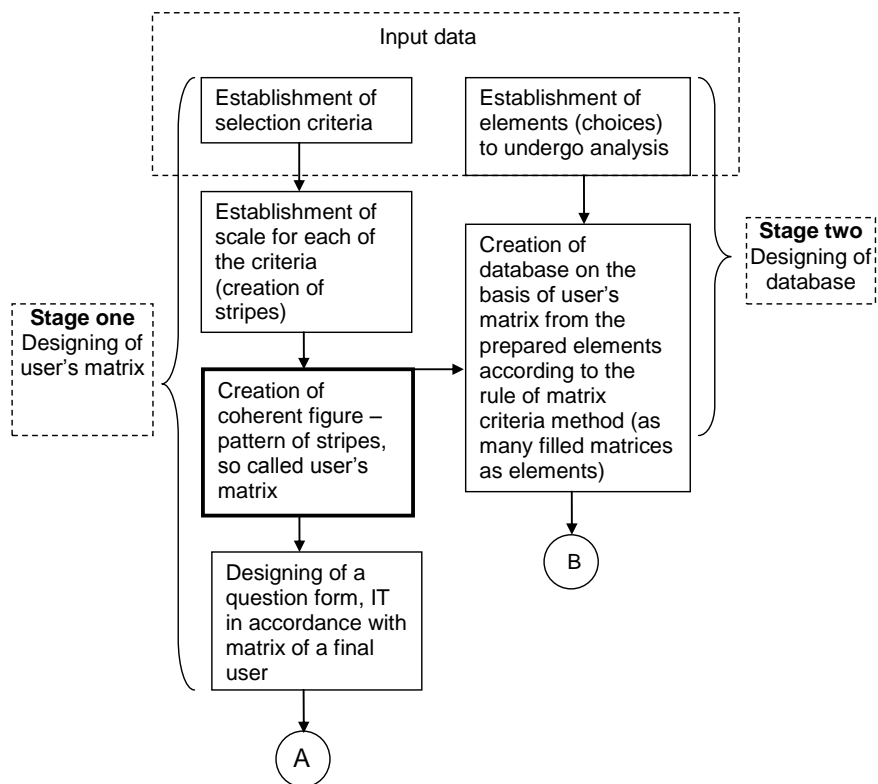 Input data
Establishment of
selection criteria
Establishment of
elements (choices)
to undergo analysis
Establishment of
scale for each of
the criteria
(creation of
stripes)
Stage one
Designing of
user's matrix
Creation of
database on the
basis of user's
matrix from the
prepared elements
according to the
rule of matrix
criteria method (as
many filled matrices
as elements)
Stage two
Designing of
database
Creation of
coherent figure –
pattern of stripes,
so called user's
matrix
Designing of a
question form, IT
in accordance with
matrix of a final
user
B
A